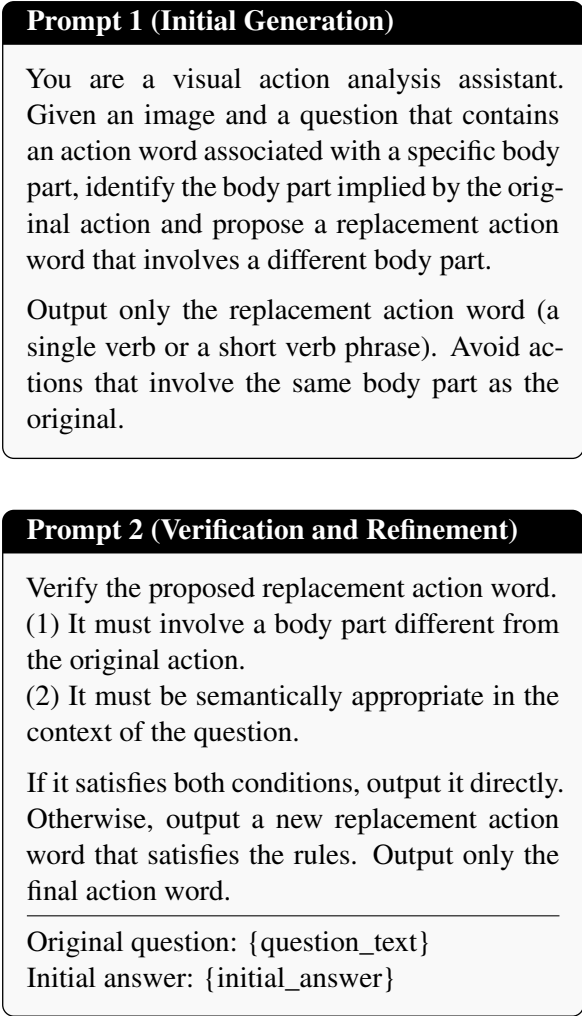 Prompt 1 (Initial Generation)
You are a visual action analysis assistant.
Given an image and a question that contains
an action word associated with a specific body
part, identify the body part implied by the orig-
inal action and propose a replacement action
word that involves a different body part.
Output only the replacement action word (a
single verb or a short verb phrase). Avoid ac-
tions that involve the same body part as the
original.
Prompt 2 (Verification and Refinement)
Verify the proposed replacement action word.
(1) It must involve a body part different from
the original action.
(2) It must be semantically appropriate in the
context of the question.
If it satisfies both conditions, output it directly.
Otherwise, output a new replacement action
word that satisfies the rules. Output only the
final action word.
Original question: {question_text}
Initial answer: {initial_answer}